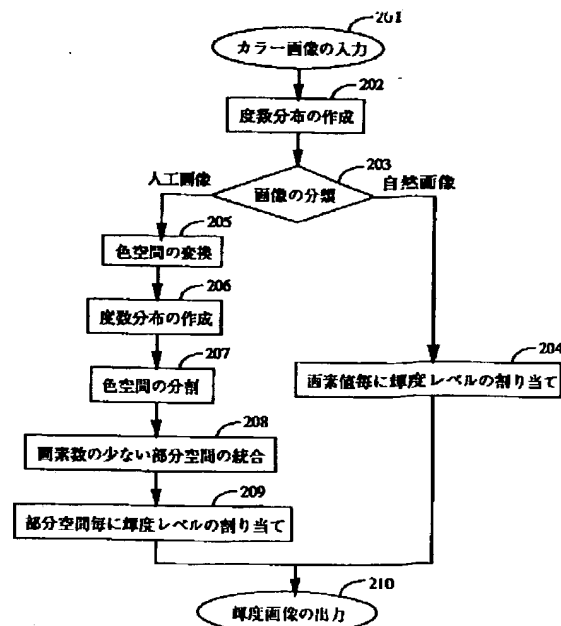 201
カラー画像の入力
202
度数分布の作成
203
画像の分類
人工画像
自然画像
205
色空間の変換
206
度数分布の作成
207
色空間の分割
204
画素値毎に輝度レベルの割り当て
208
画素数の少ない部分空間の統合
209
部分空間毎に輝度レベルの割り当て
210
輝度画像の出力